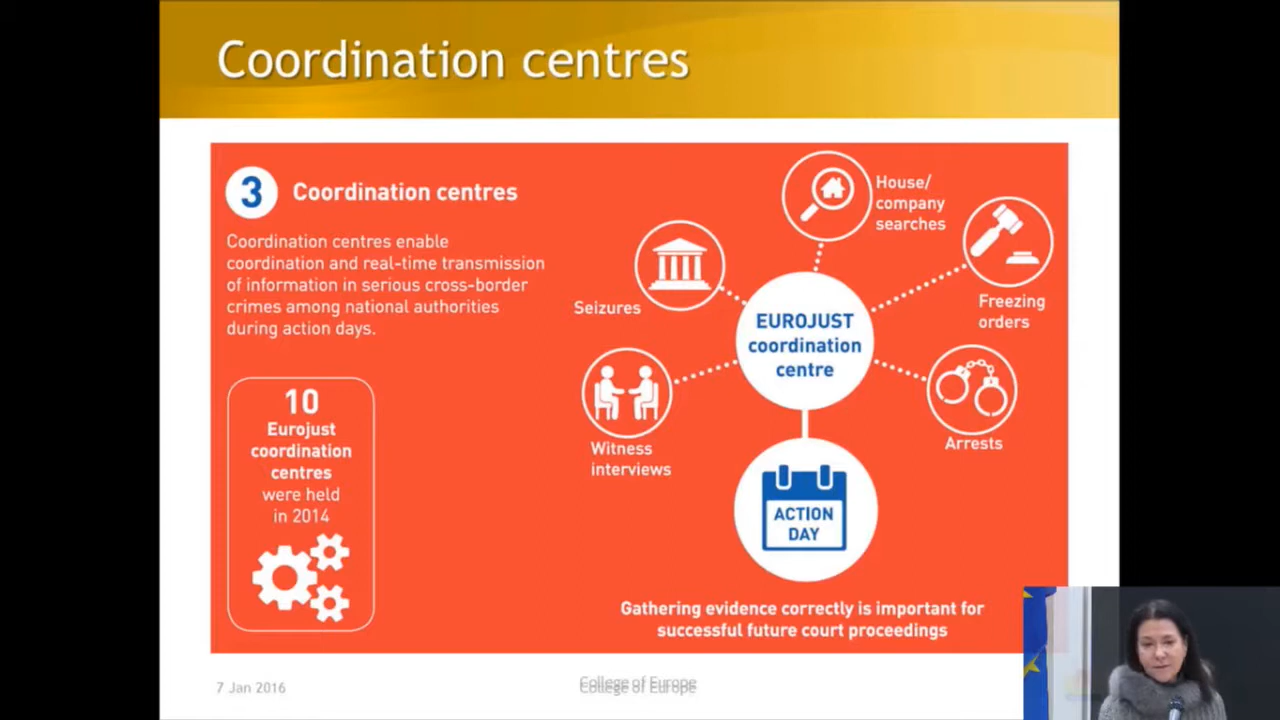 Coordination centres
3
Coordination centres
Coordination centres enable
coordination and real-time transmission
of information in serious cross-border
crimes among national authorities
during action days.
10
Eurojust
coordination
centres
were held
in 2014
House/
company
searches
Seizures
Freezing
orders
EUROJUST
coordination
centre
Witness
interviews
Arrests
ACTION
DAY
Gathering evidence correctly is important for
successful future court proceedings
7 Jan 2016
College of Europe
College of Europe